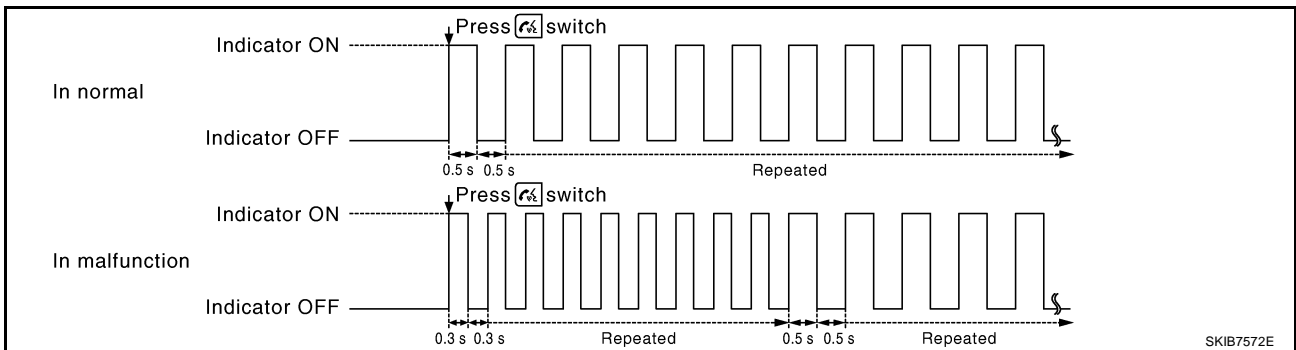 Press switch
Indicator ON
In normal
Indicator OFF
0.5 s 0.5 s Repeated
Press switch
Indicator ON
In malfunction
Indicator OFF
0.3 s 0.3 s Repeated 0.5 s 0.5 s Repeated
SKIB7572E